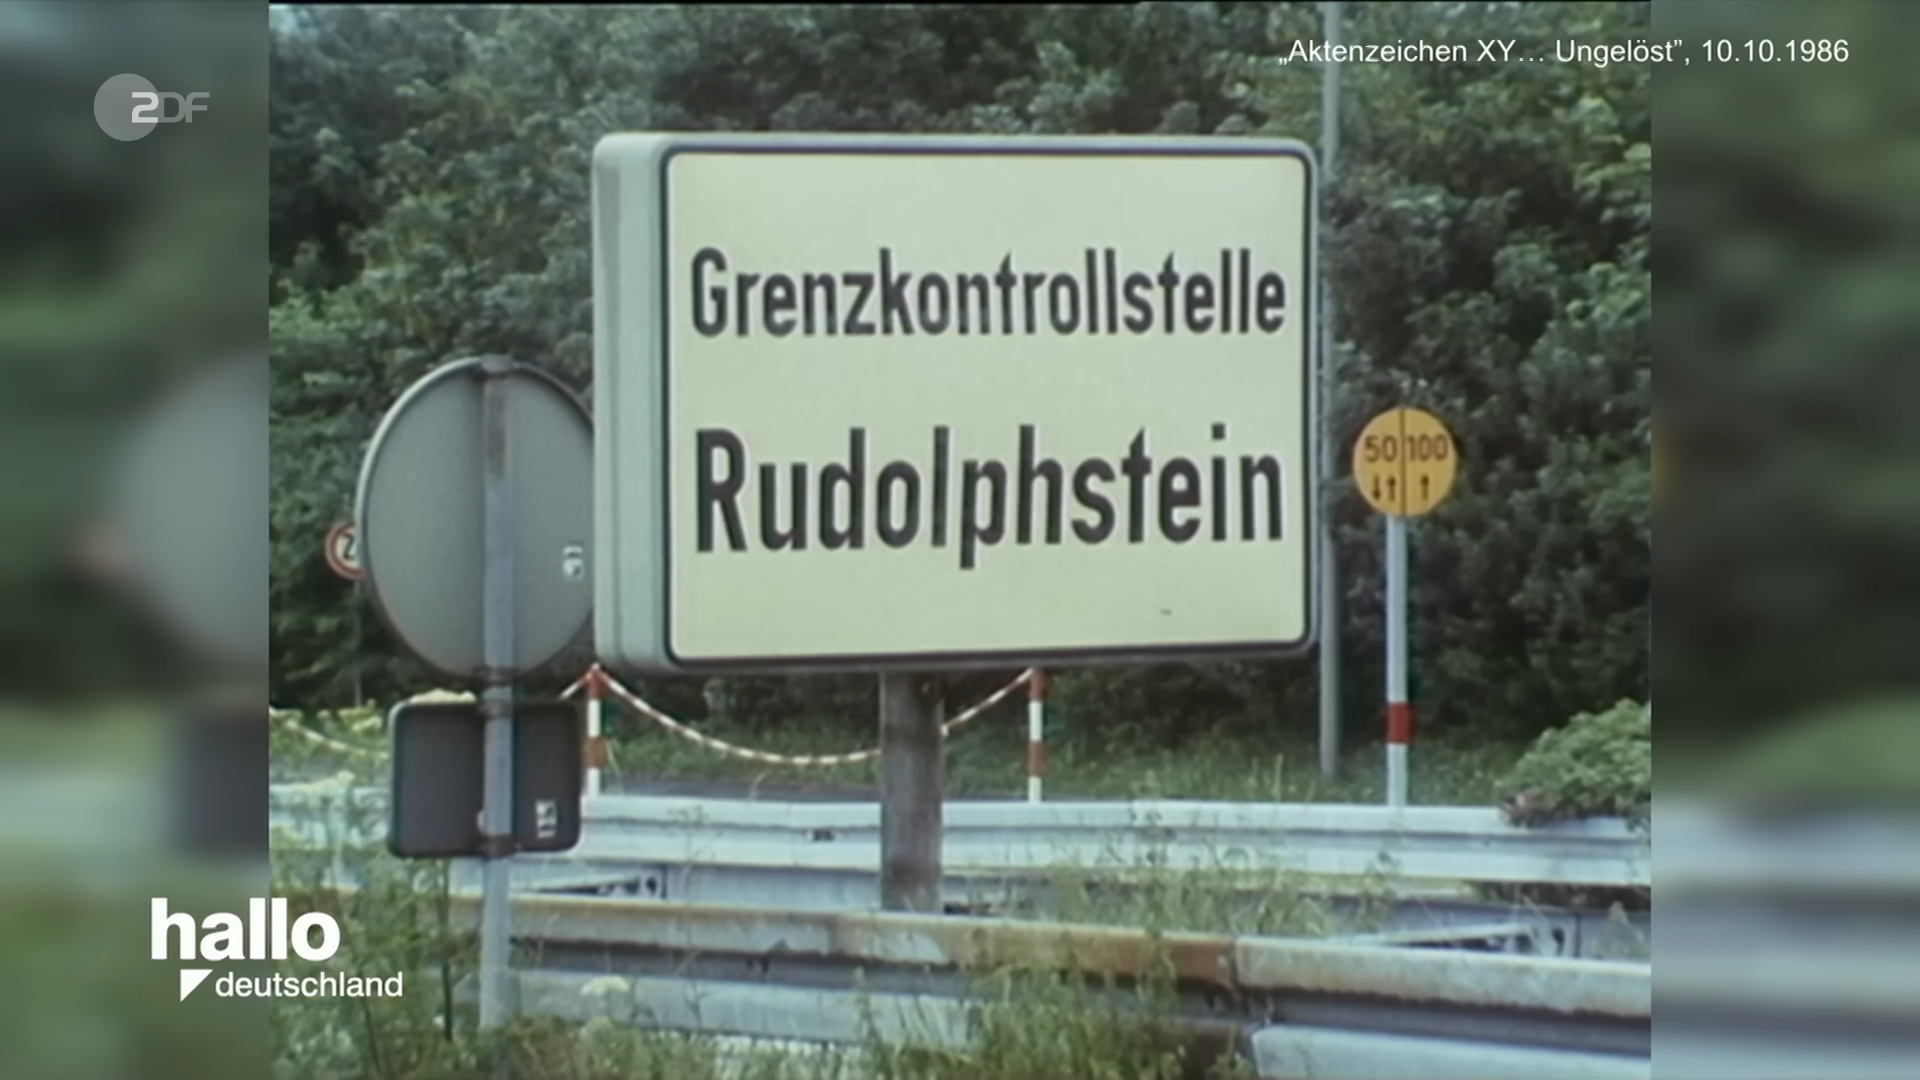 „Aktenzeichen XY... Ungelöst”, 10.10.1986
2DF
Grenzkontrollstelle
Rudolphstein
50 100
hallo
deutschland